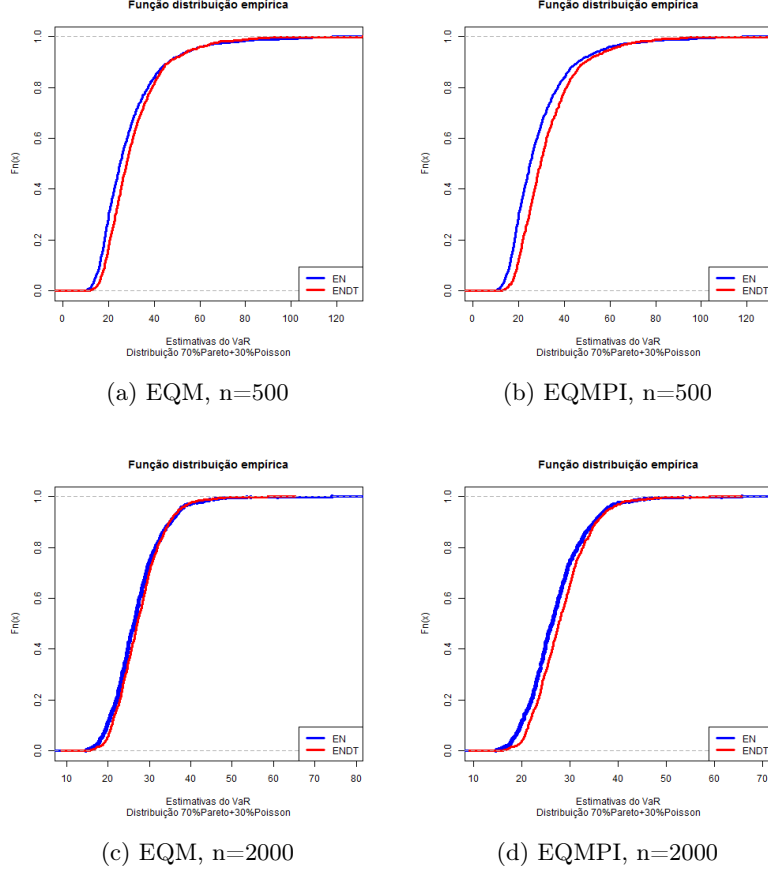 Função distribuição empírica
Fn(x)
1.0
0.8
0.6
0.4
0.2
0.0
EN
ENDT
0 20 40 60 80 100 120
Estimativas do VaR
Distribuição 70%Pareto+30%Poisson
(a) EQM, n=500
Função distribuição empírica
Fn(x)
1.0
0.8
0.6
0.4
0.2
0.0
EN
ENDT
0 20 40 60 80 100 120
Estimativas do VaR
Distribuição 70%Pareto+30%Poisson
(b) EQMPI, n=500
Função distribuição empírica
Fn(x)
1.0
0.8
0.6
0.4
0.2
0.0
EN
ENDT
10 20 30 40 50 60 70 80
Estimativas do VaR
Distribuição 70%Pareto+30%Poisson
(c) EQM, n=2000
Função distribuição empírica
Fn(x)
1.0
0.8
0.6
0.4
0.2
0.0
EN
ENDT
10 20 30 40 50 60 70
Estimativas do VaR
Distribuição 70%Pareto+30%Poisson
(d) EQMPI, n=2000